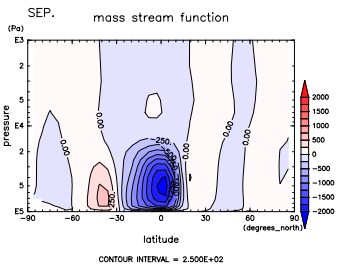 SEP.
mass stream function
(Pa)
E3
2
5
E4
2
5
E5
pressure
0.00
0.00
0.00
0.00
0.00
-250.
250.
-90 -60 -30 0 30 60 90
(degrees_north)
latitude
2000
1500
1000
500
0
-500
-1000
-1500
-2000
CONTOUR INTERVAL = 2.500E+02